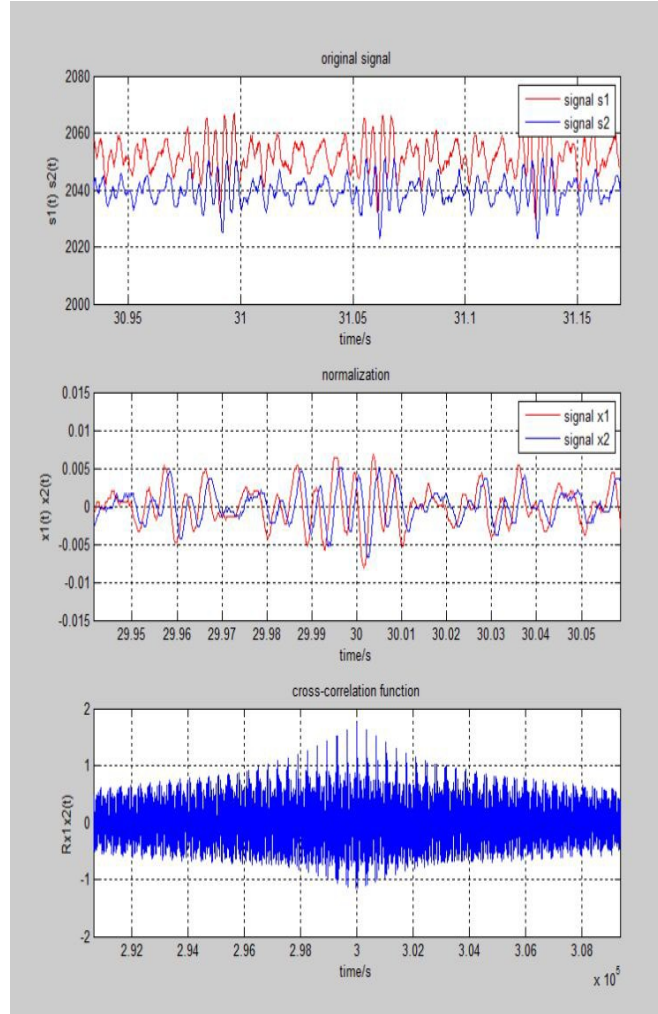 original signal
2080
2060
2040
2020
2000
s1(t) s2(t)
signal s1
signal s2
30.95 31 31.05 31.1 31.15
time/s
normalization
0.015
0.01
0.005
0
-0.005
-0.01
-0.015
x1(t) x2(t)
signal x1
signal x2
29.95 29.96 29.97 29.98 29.99 30 30.01 30.02 30.03 30.04 30.05
time/s
cross-correlation function
2
1
0
-1
-2
Rx1x2(t)
2.92 2.94 2.96 2.98 3 3.02 3.04 3.06 3.08
time/s
x 10^5